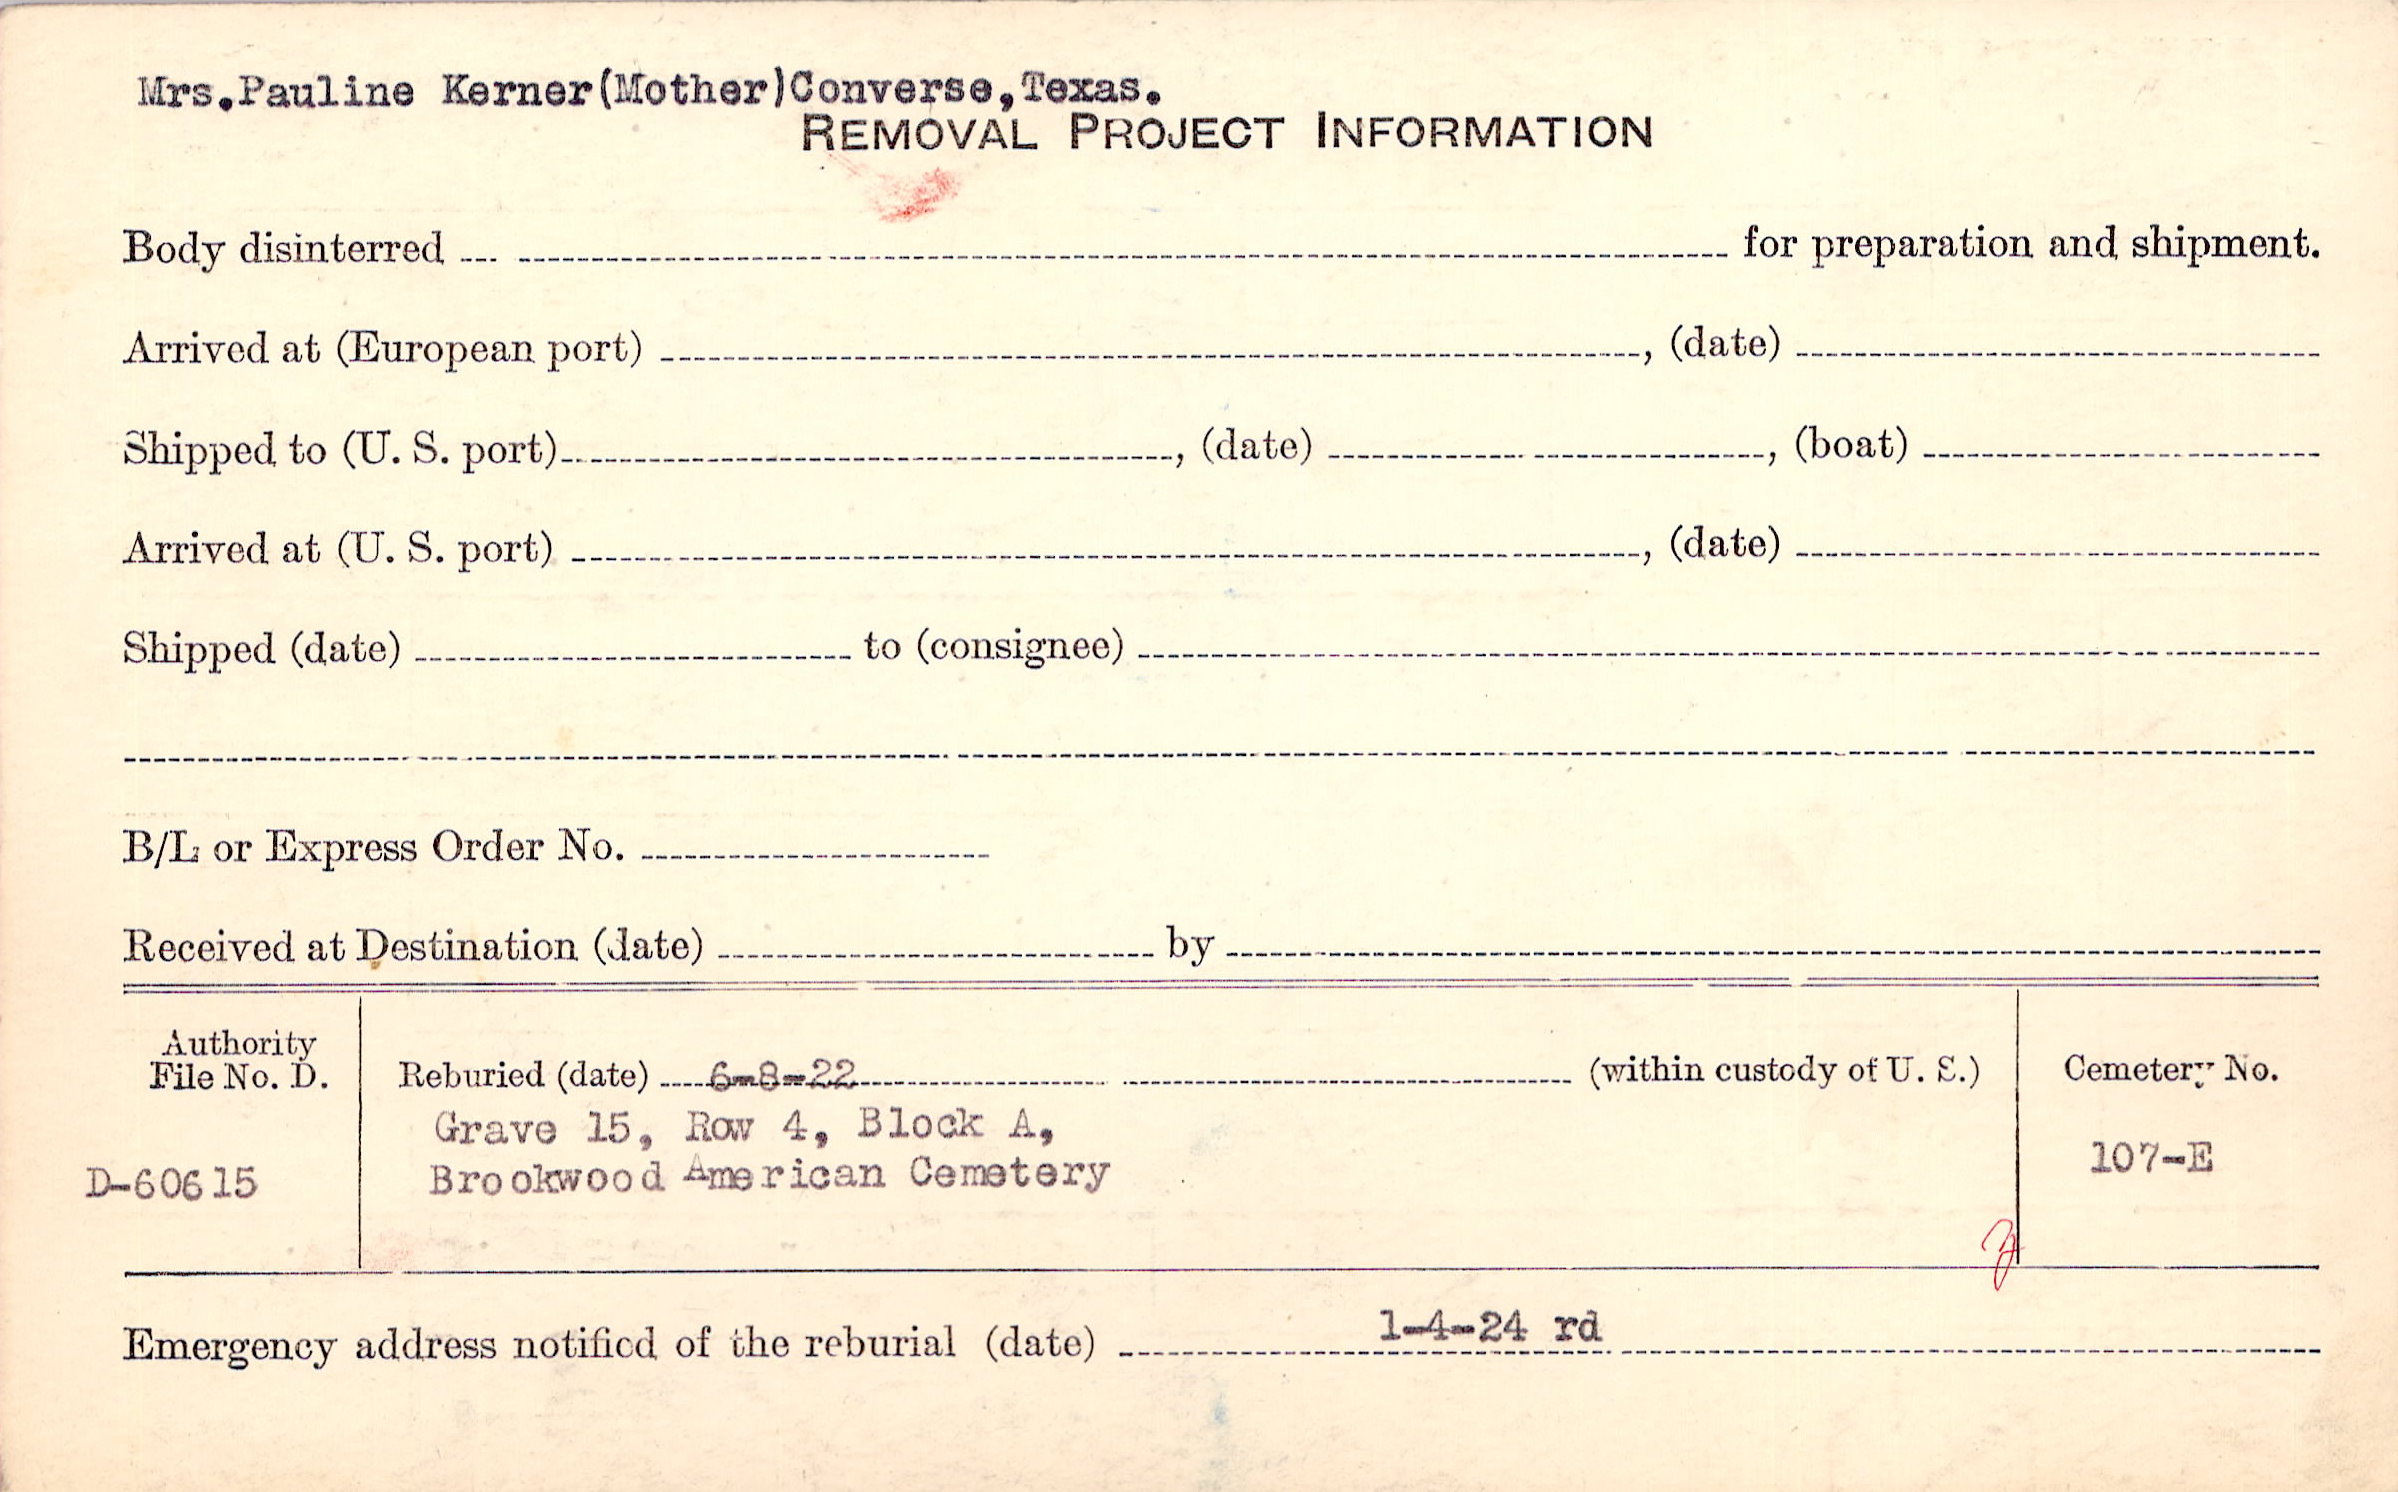 Mrs.Pauline Kerner(Mother)Converse,Texas.
REMOVAL PROJECT INFORMATION
Body disinterred ... for preparation and shipment.
Arrived at (European port) , (date)
Shipped to (U. S. port) , (date) , (boat)
Arrived at (U. S. port) , (date)
Shipped (date) to (consignee)
B/L or Express Order No.
Received at Destination (date) by
Authority
File No. D.
D-60615
Reburied (date) 6-8-22 (within custody of U. S.)
Grave 15, Row 4, Block A,
Brookwood American Cemetery
Cemetery No.
107-E
Emergency address notified of the reburial (date) 1-4-24 rd